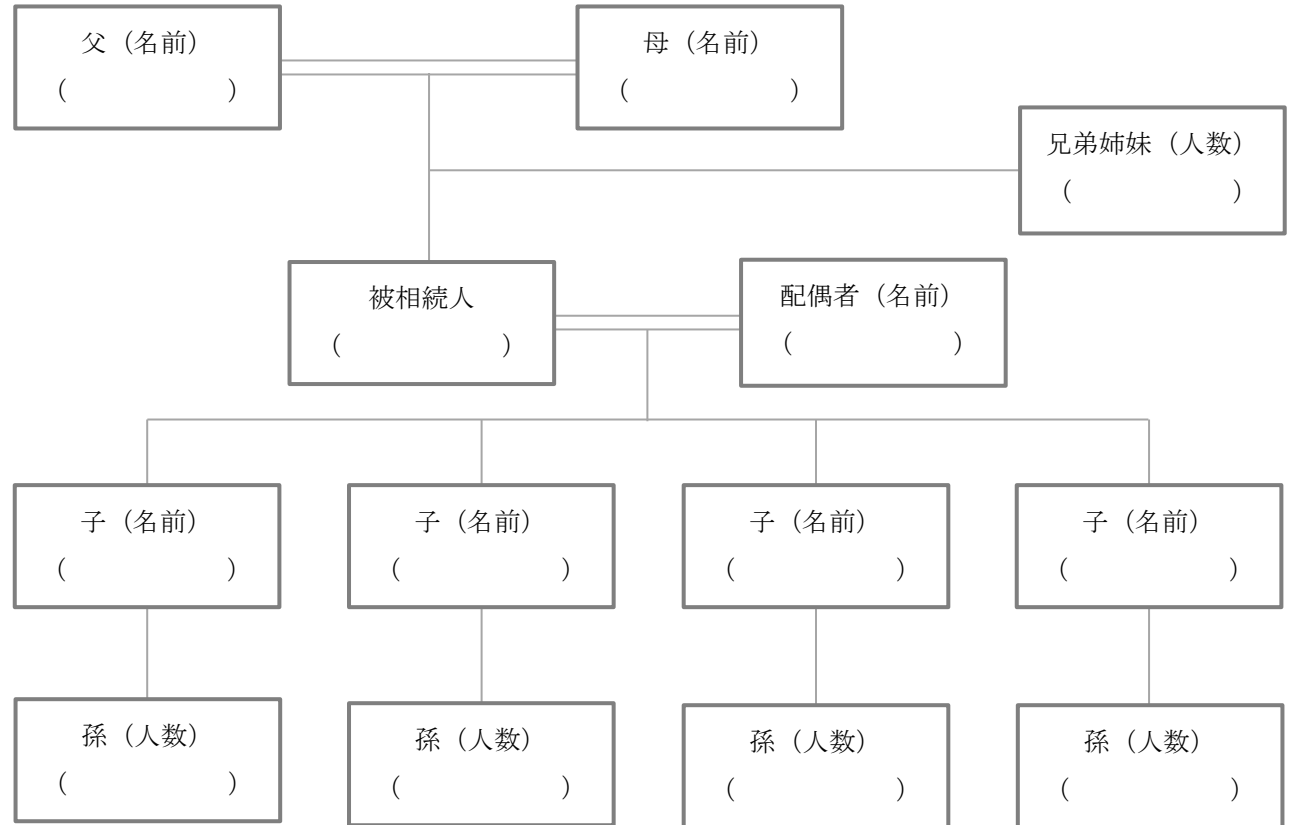 父（名前）
（　　　　　）
母（名前）
（　　　　　）
兄弟姉妹（人数）
（　　　　　）
被相続人
（　　　　　）
配偶者（名前）
（　　　　　）
子（名前）
（　　　　　）
子（名前）
（　　　　　）
子（名前）
（　　　　　）
子（名前）
（　　　　　）
孫（人数）
（　　　　　）
孫（人数）
（　　　　　）
孫（人数）
（　　　　　）
孫（人数）
（　　　　　）